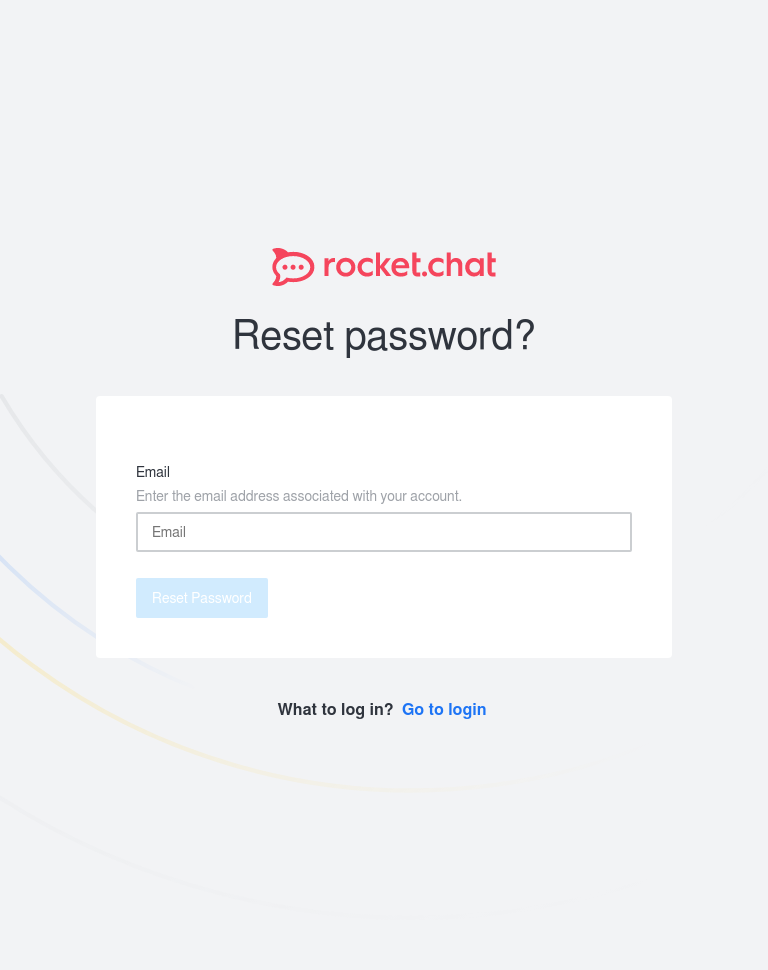 rocket.chat
Reset password?
Email
Enter the email address associated with your account.
Email
Reset Password
What to log in? Go to login